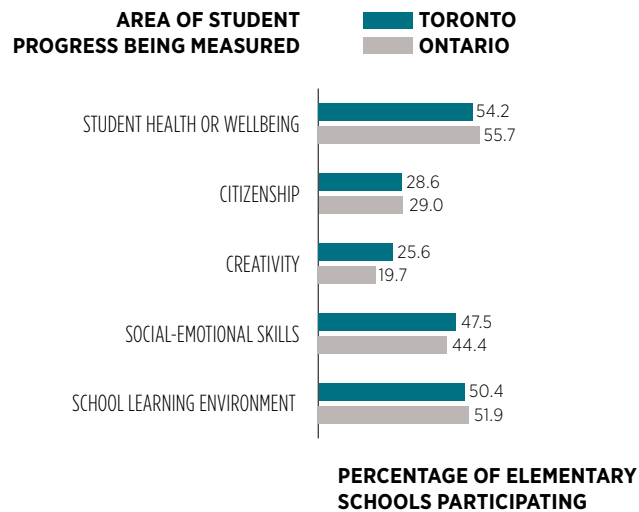 AREA OF STUDENT
PROGRESS BEING MEASURED
TORONTO
ONTARIO
STUDENT HEALTH OR WELLBEING
54.2
55.7
CITIZENSHIP
28.6
29.0
CREATIVITY
25.6
19.7
SOCIAL-EMOTIONAL SKILLS
47.5
44.4
SCHOOL LEARNING ENVIRONMENT
50.4
51.9
PERCENTAGE OF ELEMENTARY
SCHOOLS PARTICIPATING